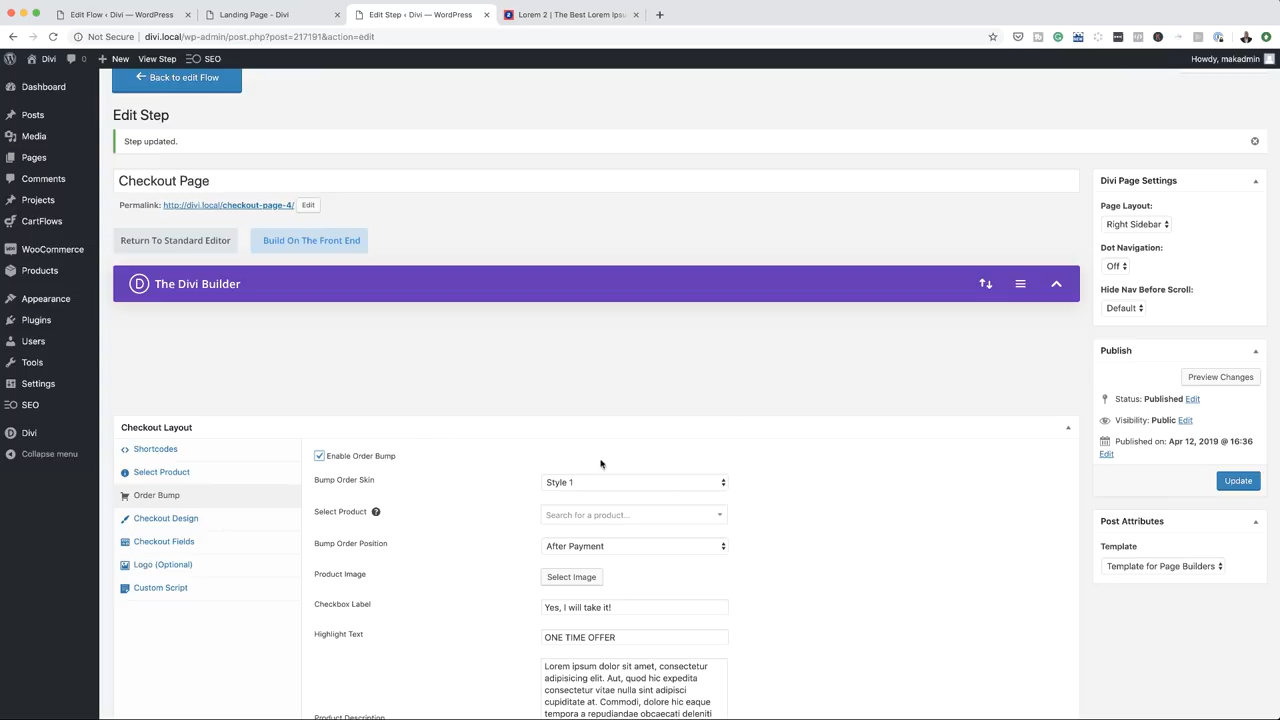 Edit Flow ‹ Divi — WordPress
Landing Page - Divi
Edit Step ‹ Divi — WordPress
Lorem 2 | The Best Lorem Ipsu
Not Secure
divi.local/wp-admin/post.php?post=217191&action=edit
Divi
0
New
View Step
SEO
Howdy, makadmin
Dashboard
Posts
Media
Pages
Comments
Projects
CartFlows
WooCommerce
Products
Appearance
Plugins
Users
Tools
Settings
SEO
Divi
Collapse menu
Back to edit Flow
Edit Step
Step updated.
Checkout Page
Permalink: http://divi.local/checkout-page-4/
Edit
Return To Standard Editor
Build On The Front End
D
The Divi Builder
Checkout Layout
Shortcodes
Select Product
Order Bump
Checkout Design
Checkout Fields
Logo (Optional)
Custom Script
Enable Order Bump
Bump Order Skin
Style 1
Select Product ?
Search for a product...
Bump Order Position
After Payment
Product Image
Select Image
Checkbox Label
Yes, I will take it!
Highlight Text
ONE TIME OFFER
Lorem ipsum dolor sit amet, consectetur
adipisicing elit. Aut, quod hic expedita
consectetur vitae nulla sint adipisci
cupiditate at. Commodi, dolore hic eaque
tempora a repudiandae obcaecati deleniti
Product Description
Divi Page Settings
Page Layout:
Right Sidebar
Dot Navigation:
Off
Hide Nav Before Scroll:
Default
Publish
Preview Changes
Status: Published Edit
Visibility: Public Edit
Published on: Apr 12, 2019 @ 16:36
Edit
Update
Post Attributes
Template
Template for Page Builders